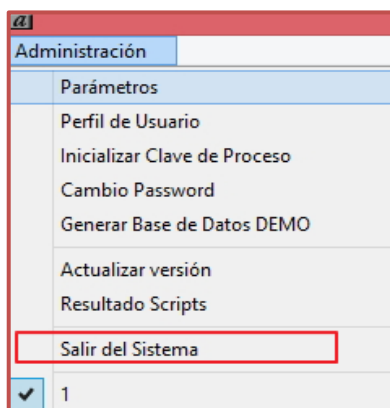 a
Administración
Parámetros
Perfil de Usuario
Inicializar Clave de Proceso
Cambio Password
Generar Base de Datos DEMO
Actualizar versión
Resultado Scripts
Salir del Sistema
1